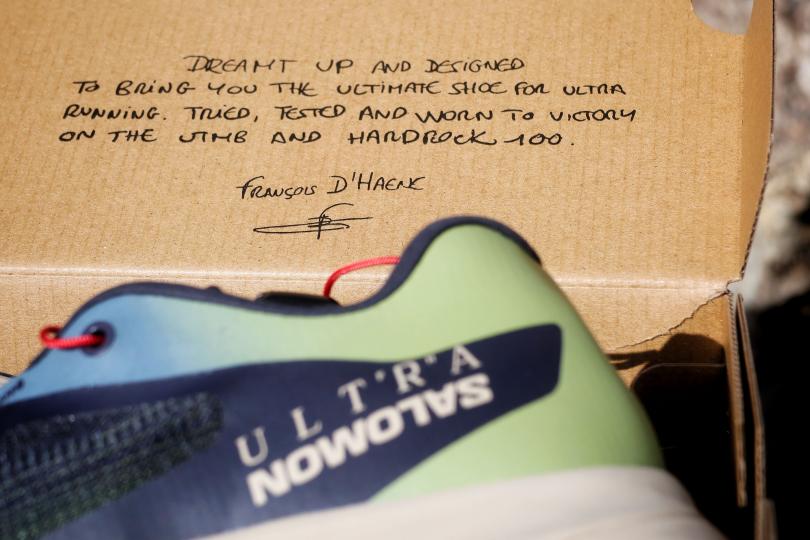 DREAMT UP AND DESIGNED
TO BRING YOU THE ULTIMATE SHOE FOR ULTRA
RUNNING. TRIED, TESTED AND WORN TO VICTORY
ON THE UTMB AND HARDROCK 100.
FRANÇOIS D'HAENE
U L T'R'A
SALOMON